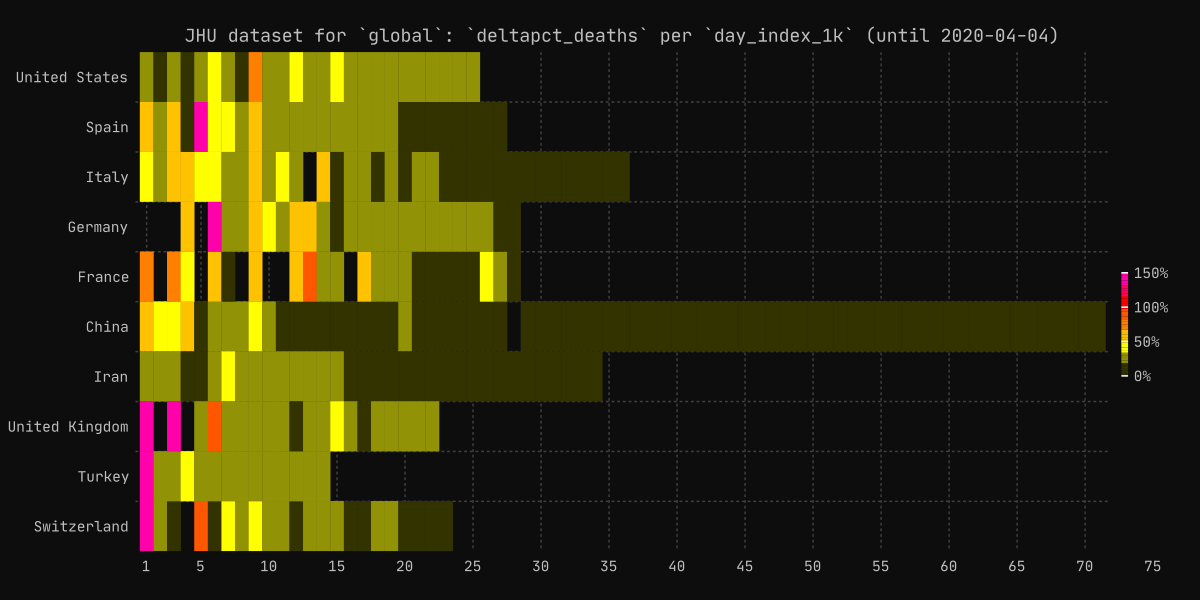 JHU dataset for `global`: `deltapct_deaths` per `day_index_1k` (until 2020-04-04)
United States
Spain
Italy
Germany
France
China
Iran
United Kingdom
Turkey
Switzerland
150%
100%
50%
0%
1 5 10 15 20 25 30 35 40 45 50 55 60 65 70 75